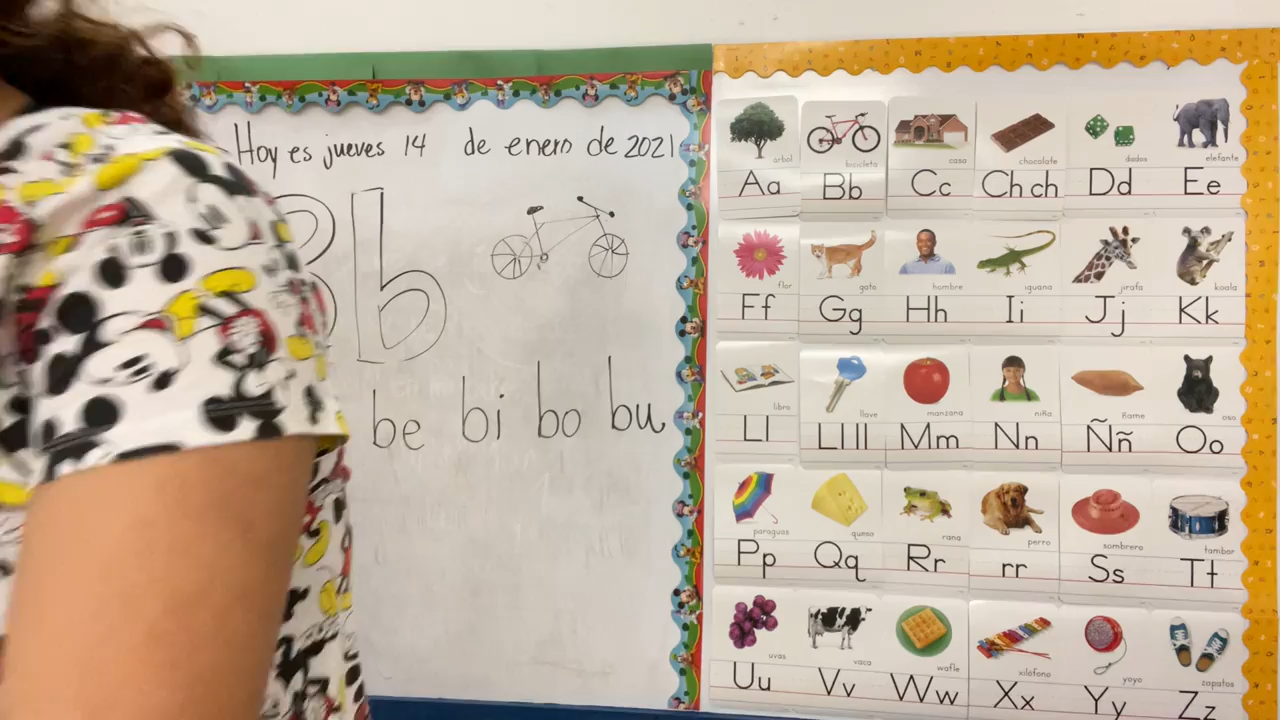 Hoy es jueves 14 de enero de 2021
Bb
be bi bo bu
árbol bicicleta casa chocolate dados elefante
Aa Bb Cc Ch ch Dd Ee
flor gato hombre iguana jirafa koala
Ff Gg Hh Ii Jj Kk
libro llave manzana niña ñame oso
Ll LLll Mm Nn Ññ Oo
paraguas queso rana perro sombrero tambor
Pp Qq Rr rr Ss Tt
uvas vaca wafle xilófono yoyo zapatos
Uu Vv Ww Xx Yy Zz